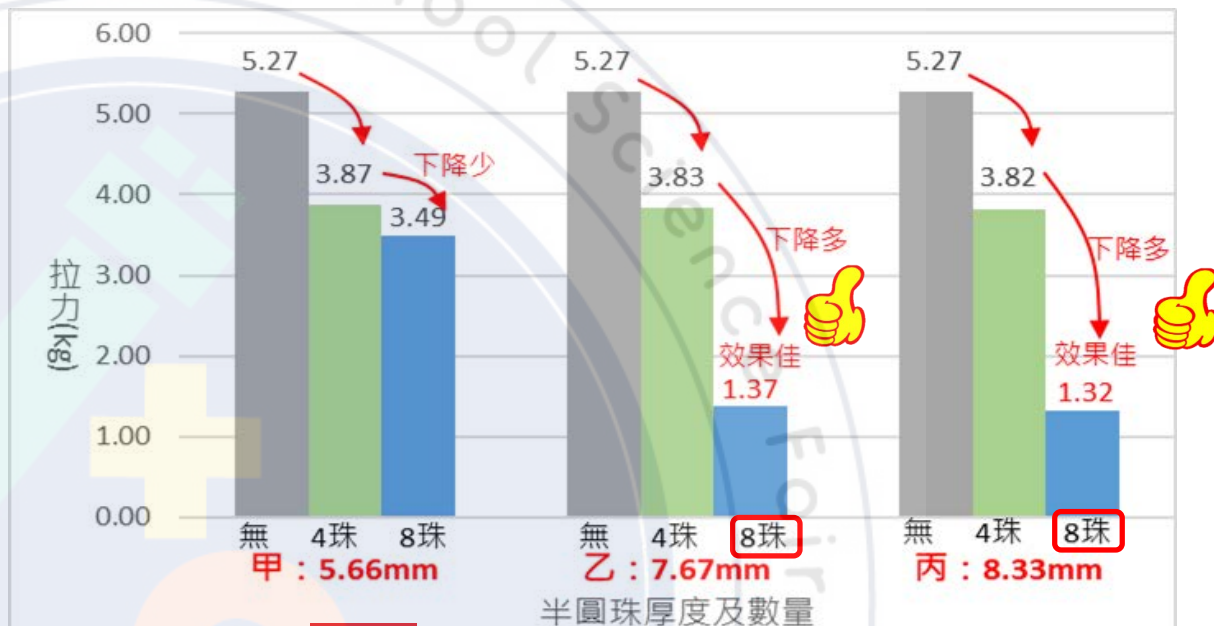 School Science Fair
6.00
5.00
4.00
3.00
2.00
1.00
0.00
拉力(kg)
5.27
3.87
下降少
3.49
5.27
3.83
下降多
效果佳
1.37
5.27
3.82
下降多
效果佳
1.32
無 4珠 8珠
甲：5.66mm
無 4珠 8珠
乙：7.67mm
無 4珠 8珠
丙：8.33mm
半圓珠厚度及數量